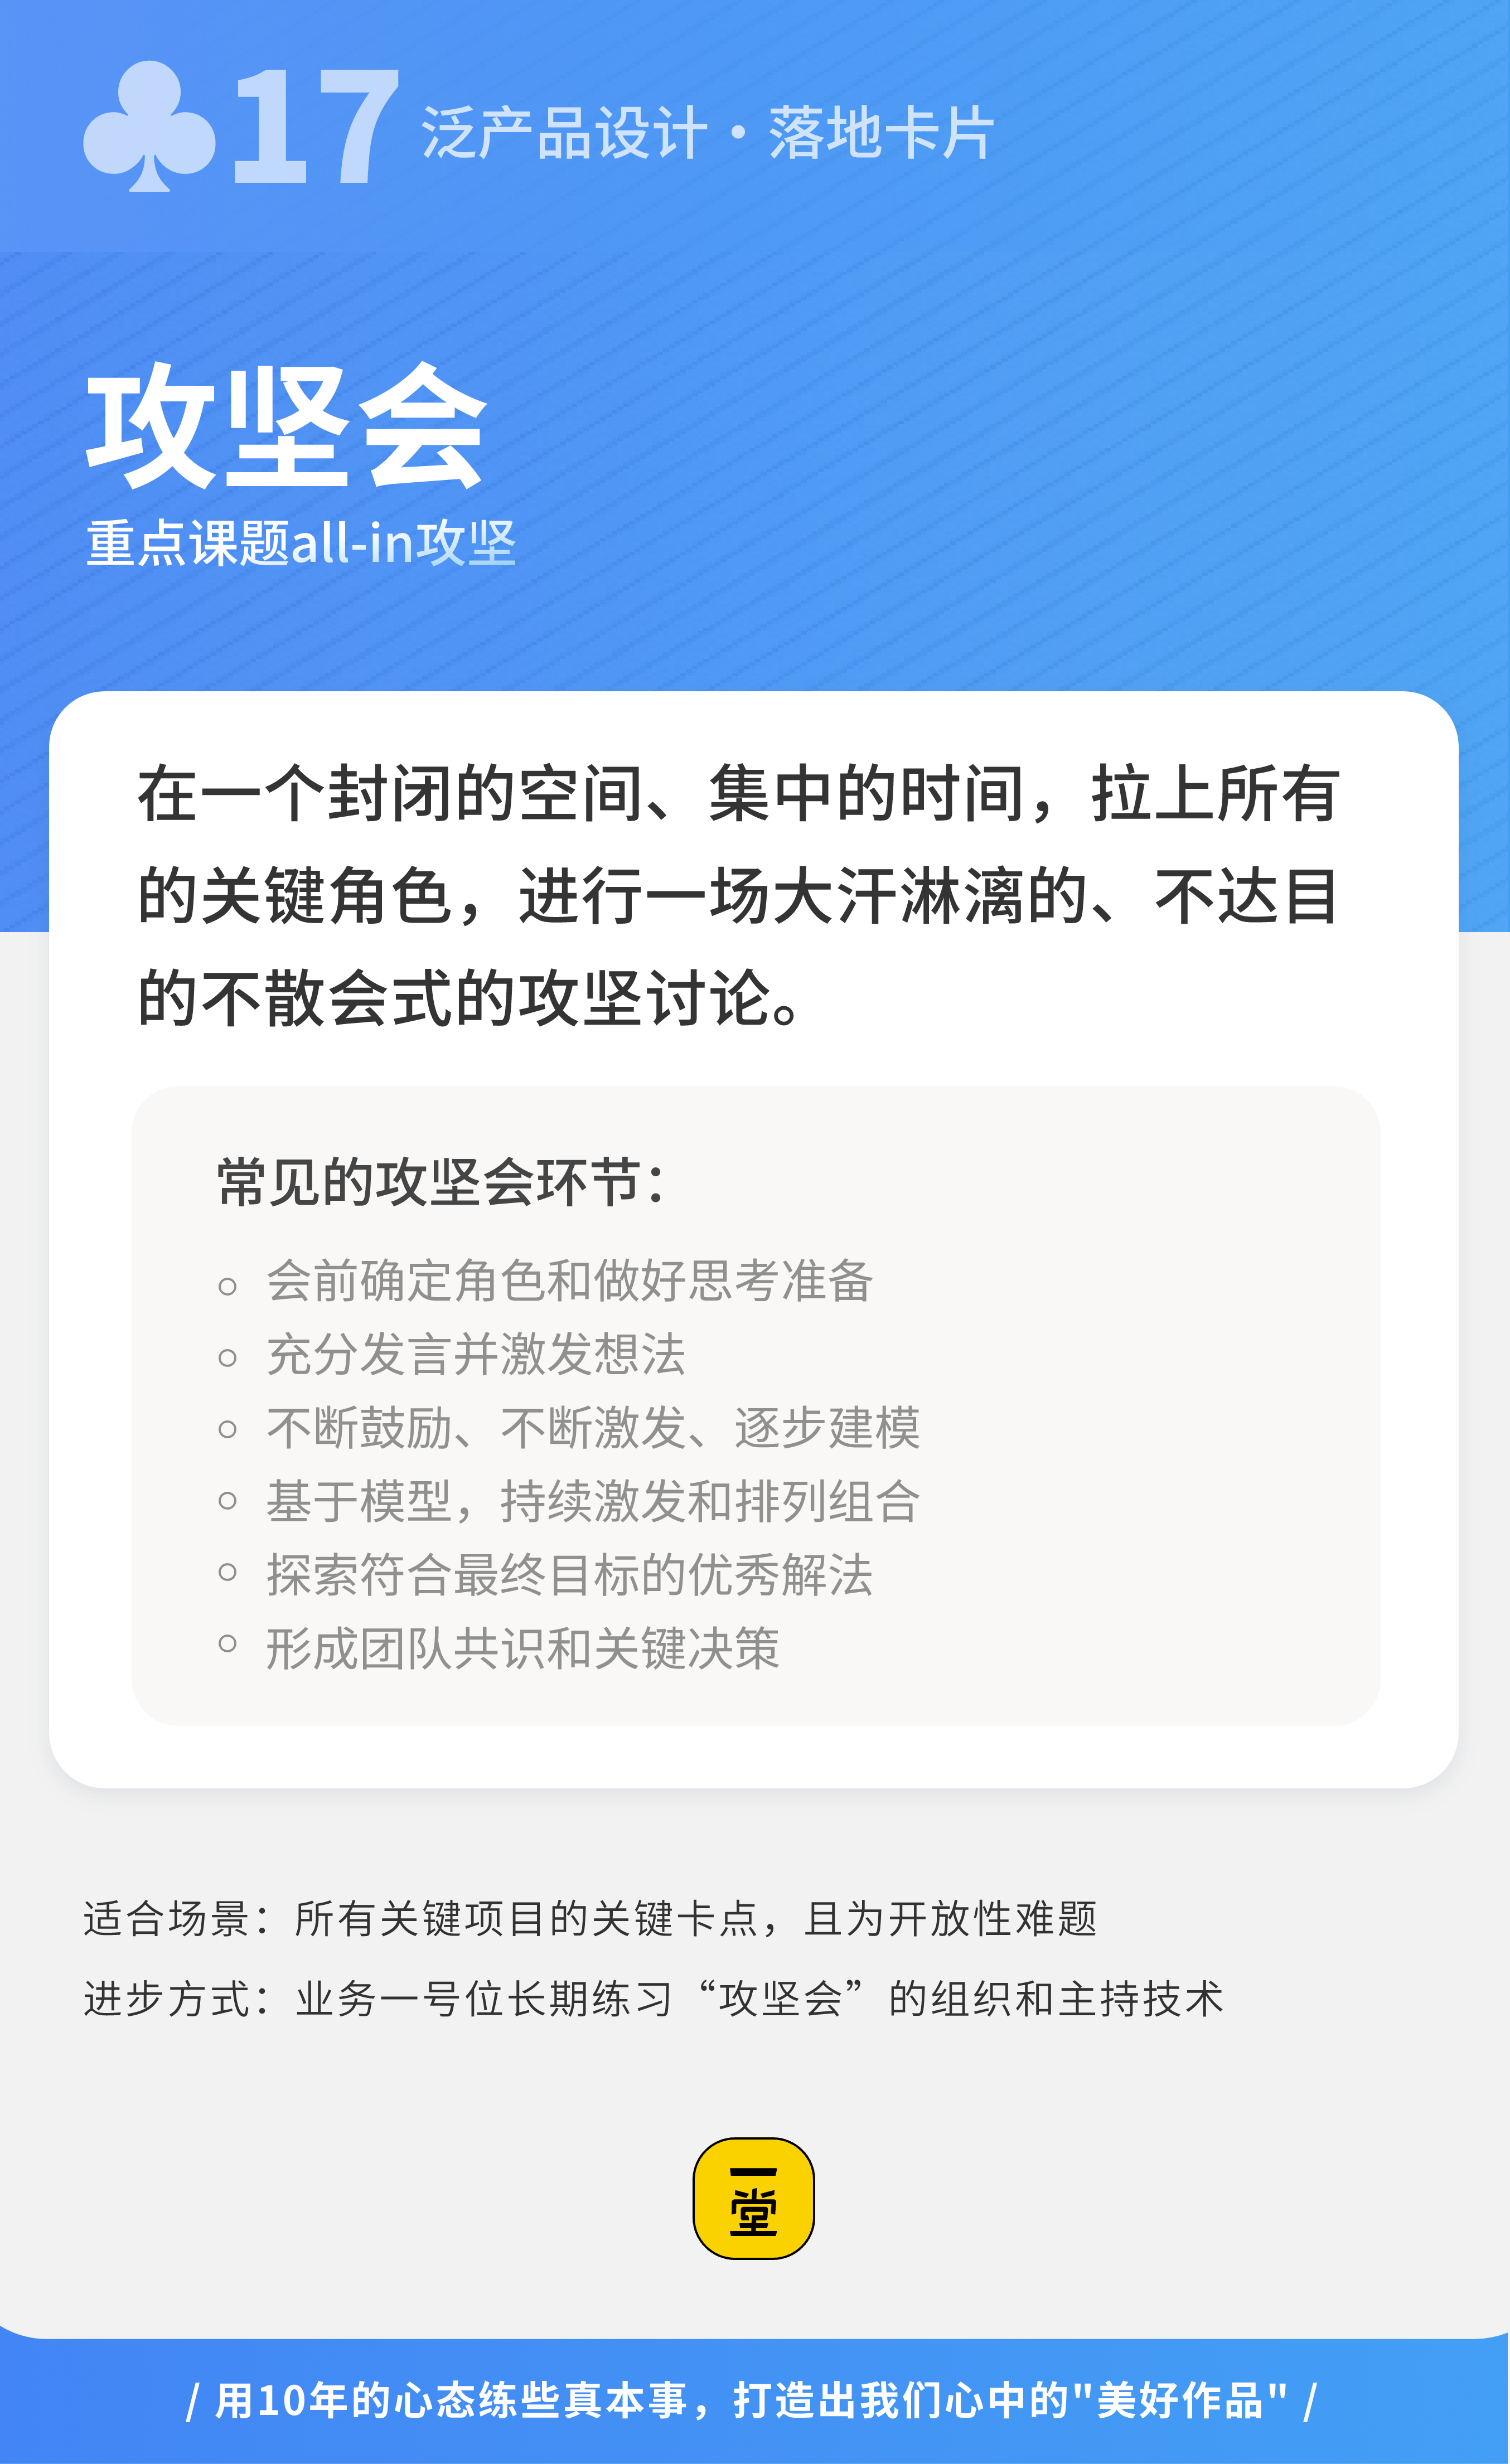 ♣17 泛产品设计·落地卡片
攻坚会
重点课题all-in攻坚
在一个封闭的空间、集中的时间，拉上所有
的关键角色，进行一场大汗淋漓的、不达目
的不散会式的攻坚讨论。
常见的攻坚会环节：
○ 会前确定角色和做好思考准备
○ 充分发言并激发想法
○ 不断鼓励、不断激发、逐步建模
○ 基于模型，持续激发和排列组合
○ 探索符合最终目标的优秀解法
○ 形成团队共识和关键决策
适合场景：所有关键项目的关键卡点，且为开放性难题
进步方式：业务一号位长期练习“攻坚会”的组织和主持技术
一
堂
/ 用10年的心态练些真本事，打造出我们心中的"美好作品" /